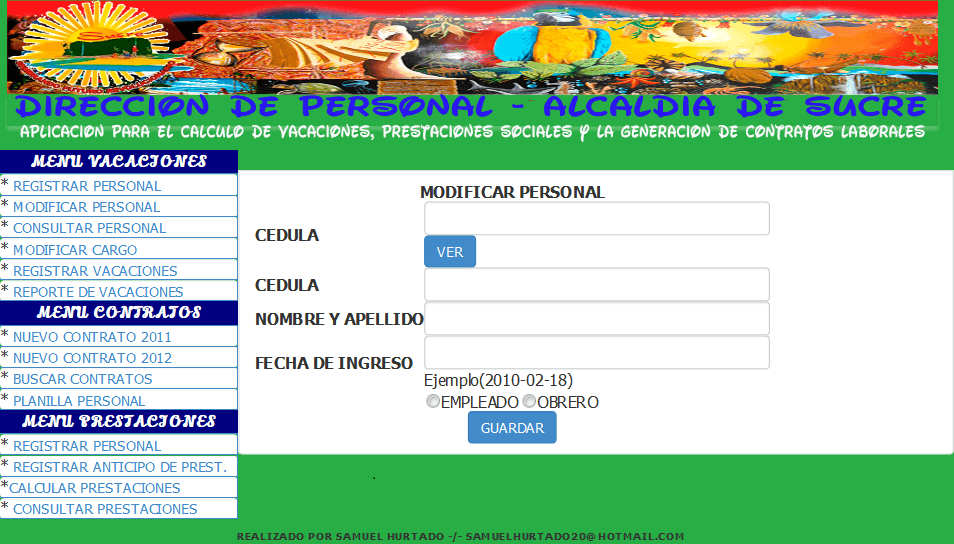 DIRECCION DE PERSONAL - ALCALDIA DE SUCRE
APLICACION PARA EL CALCULO DE VACACIONES, PRESTACIONES SOCIALES Y LA GENERACION DE CONTRATOS LABORALES
MENU VACACIONES
* REGISTRAR PERSONAL
* MODIFICAR PERSONAL
* CONSULTAR PERSONAL
* MODIFICAR CARGO
* REGISTRAR VACACIONES
* REPORTE DE VACACIONES
MENU CONTRATOS
* NUEVO CONTRATO 2011
* NUEVO CONTRATO 2012
* BUSCAR CONTRATOS
* PLANILLA PERSONAL
MENU PRESTACIONES
* REGISTRAR PERSONAL
* REGISTRAR ANTICIPO DE PREST.
*CALCULAR PRESTACIONES
* CONSULTAR PRESTACIONES
MODIFICAR PERSONAL
CEDULA
VER
CEDULA
NOMBRE Y APELLIDO
FECHA DE INGRESO
Ejemplo(2010-02-18)
EMPLEADO OBRERO
GUARDAR
.
REALIZADO POR SAMUEL HURTADO -/- SAMUELHURTADO20@HOTMAIL.COM